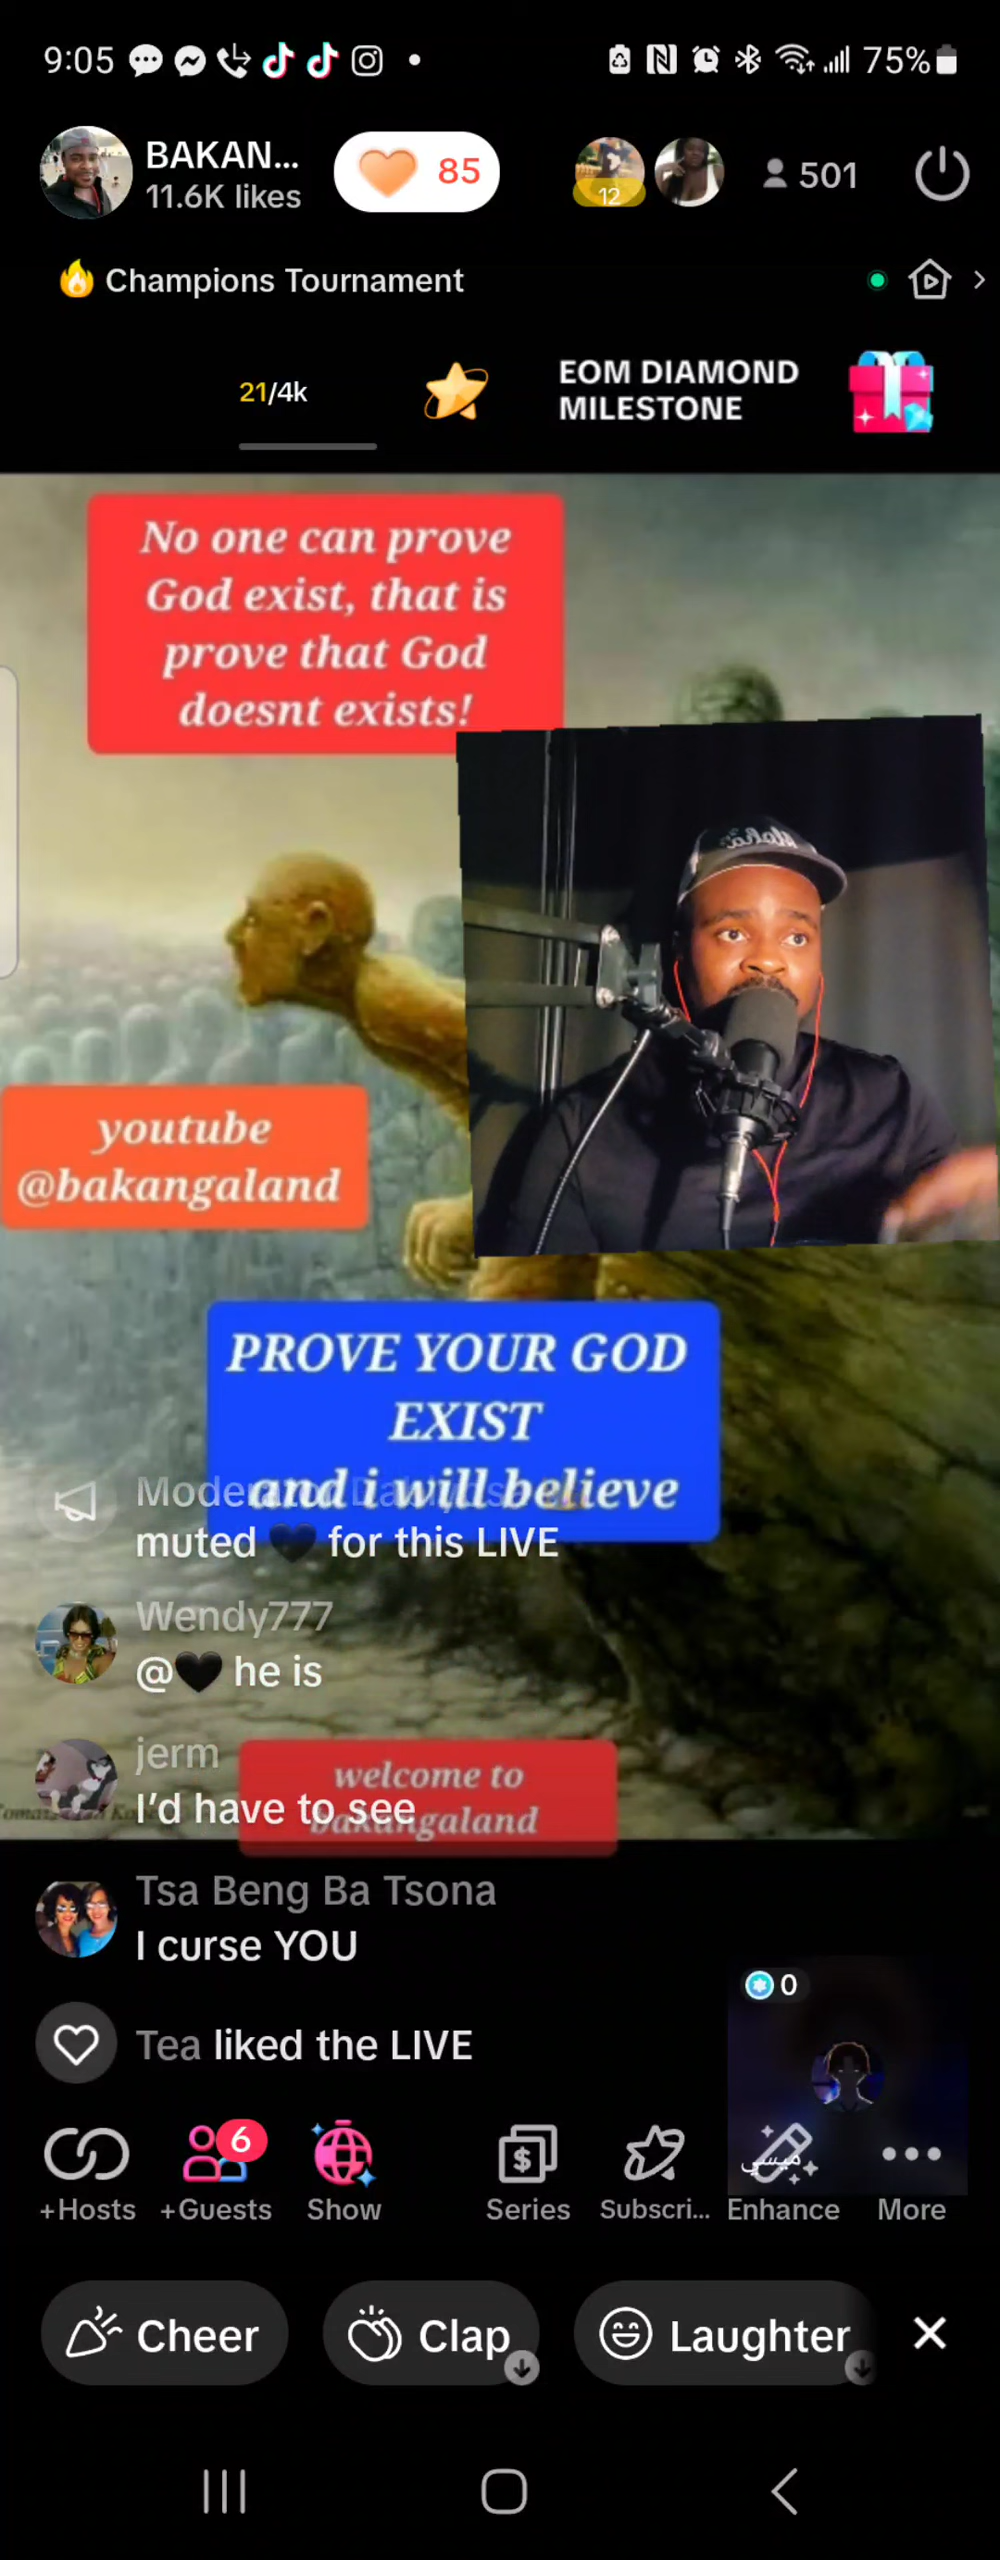 9:05
75%
BAKAN...
11.6K likes
85
12
501
Champions Tournament
21/4k
EOM DIAMOND
MILESTONE
No one can prove
God exist, that is
prove that God
doesnt exists!
youtube
@bakangaland
PROVE YOUR GOD
EXIST
and i will believe
Moderator
muted 🖤 for this LIVE
Wendy777
@🖤 he is
jerm
I'd have to see
welcome to
bakangaland
Tsa Beng Ba Tsona
I curse YOU
0
Tea liked the LIVE
6
ميسي
+Hosts
+Guests
Show
Series
Subscri...
Enhance
More
Cheer
Clap
Laughter